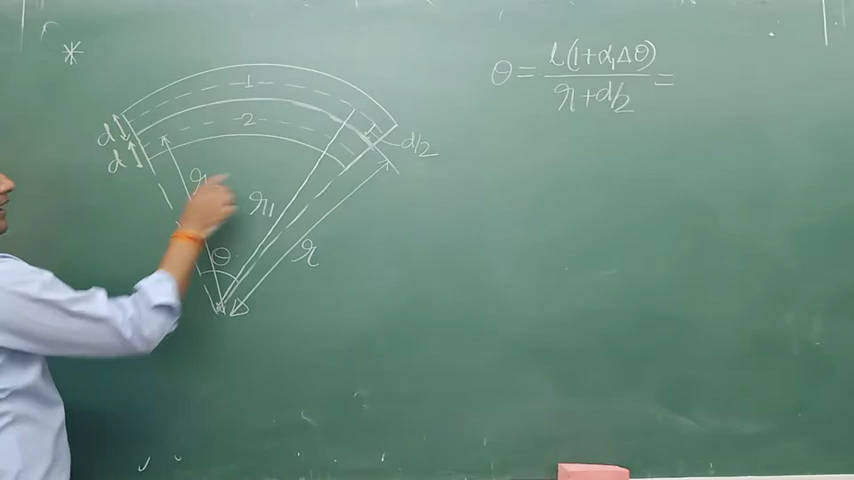 *
θ = l(1+α₁Δθ) / r + d/2 =
1
2
d
d
d/2
r₁
r
θ